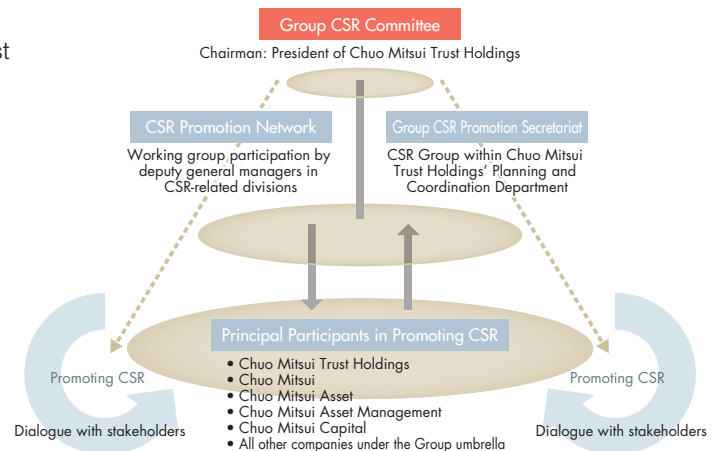 Group CSR Committee
st
Chairman: President of Chuo Mitsui Trust Holdings
CSR Promotion Network
Working group participation by
deputy general managers in
CSR-related divisions
Group CSR Promotion Secretariat
CSR Group within Chuo Mitsui
Trust Holdings' Planning and
Coordination Department
Principal Participants in Promoting CSR
• Chuo Mitsui Trust Holdings
• Chuo Mitsui
• Chuo Mitsui Asset
• Chuo Mitsui Asset Management
• Chuo Mitsui Capital
• All other companies under the Group umbrella
Promoting CSR
Dialogue with stakeholders
Promoting CSR
Dialogue with stakeholders